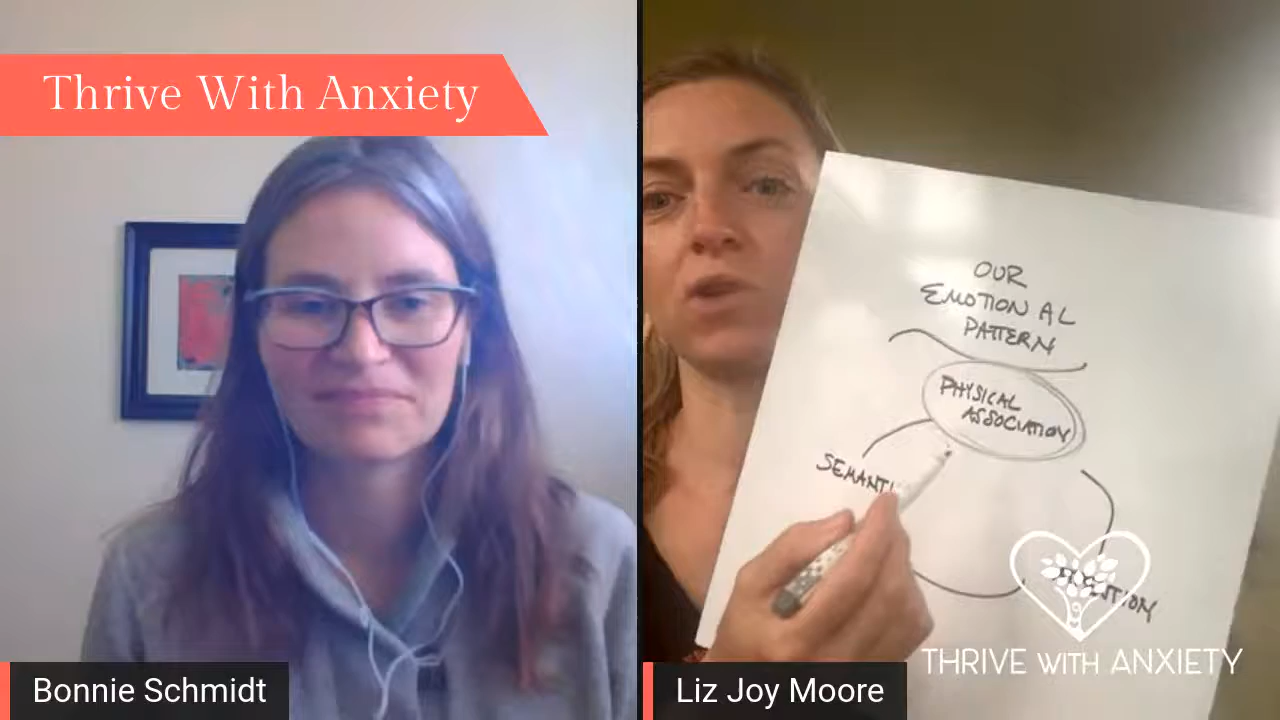 Thrive With Anxiety
OUR
EMOTIONAL
PATTERN
PHYSICAL
ASSOCIATION
Bonnie Schmidt
Liz Joy Moore
THRIVE WITH ANXIETY